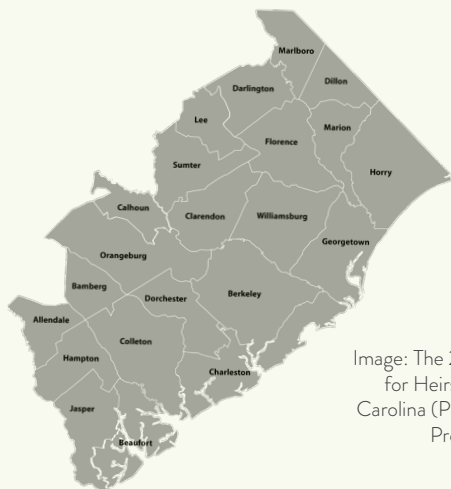 Marlboro
Dillon
Darlington
Lee
Marion
Florence
Sumter
Horry
Calhoun
Clarendon
Williamsburg
Georgetown
Orangeburg
Bamberg
Dorchester
Berkeley
Allendale
Colleton
Hampton
Charleston
Jasper
Beaufort
Image: The
for Heirs
Carolina (P
Pr